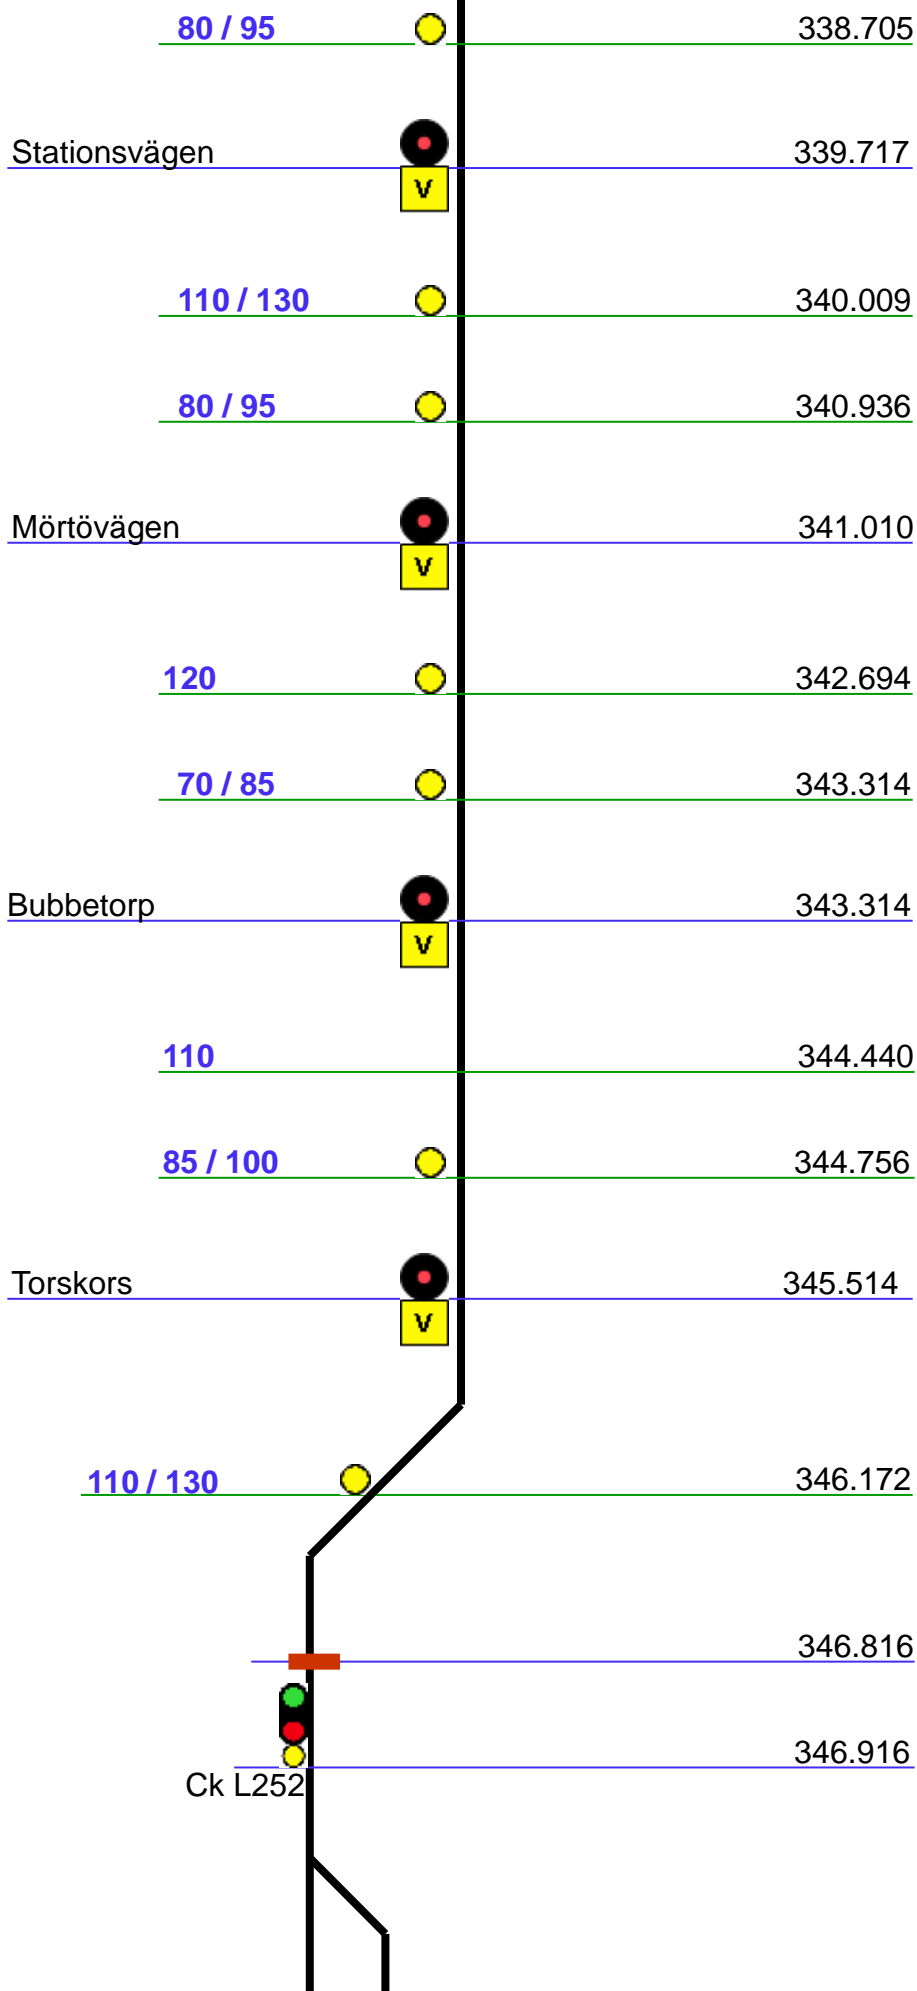 80 / 95 338.705
Stationsvägen 339.717
V
110 / 130 340.009
80 / 95 340.936
Mörtövägen 341.010
V
120 342.694
70 / 85 343.314
Bubbetorp 343.314
V
110 344.440
85 / 100 344.756
Torskors 345.514
V
110 / 130 346.172
346.816
346.916
Ck L252